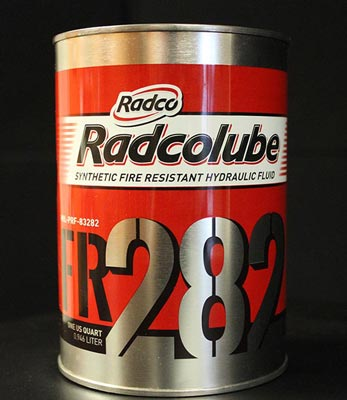 Radco
Radcolube
SYNTHETIC FIRE RESISTANT HYDRAULIC FLUID
MIL-PRF-83282
FR282
ONE US QUART
0.946 LITER